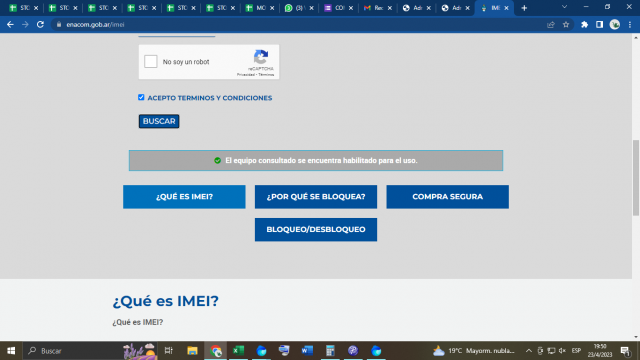 STO
STO
STO
STO
STO
STO
MO
(3) W
CO
Rec
Adv
Adv
IMEI
enacom.gob.ar/imei
No soy un robot
reCAPTCHA
Privacidad - Términos
ACEPTO TERMINOS Y CONDICIONES
BUSCAR
El equipo consultado se encuentra habilitado para el uso.
¿QUÉ ES IMEI?
¿POR QUÉ SE BLOQUEA?
COMPRA SEGURA
BLOQUEO/DESBLOQUEO
¿Qué es IMEI?
¿Qué es IMEI?
Buscar
19°C Mayorm. nubla...
ESP
19:50
23/4/2023